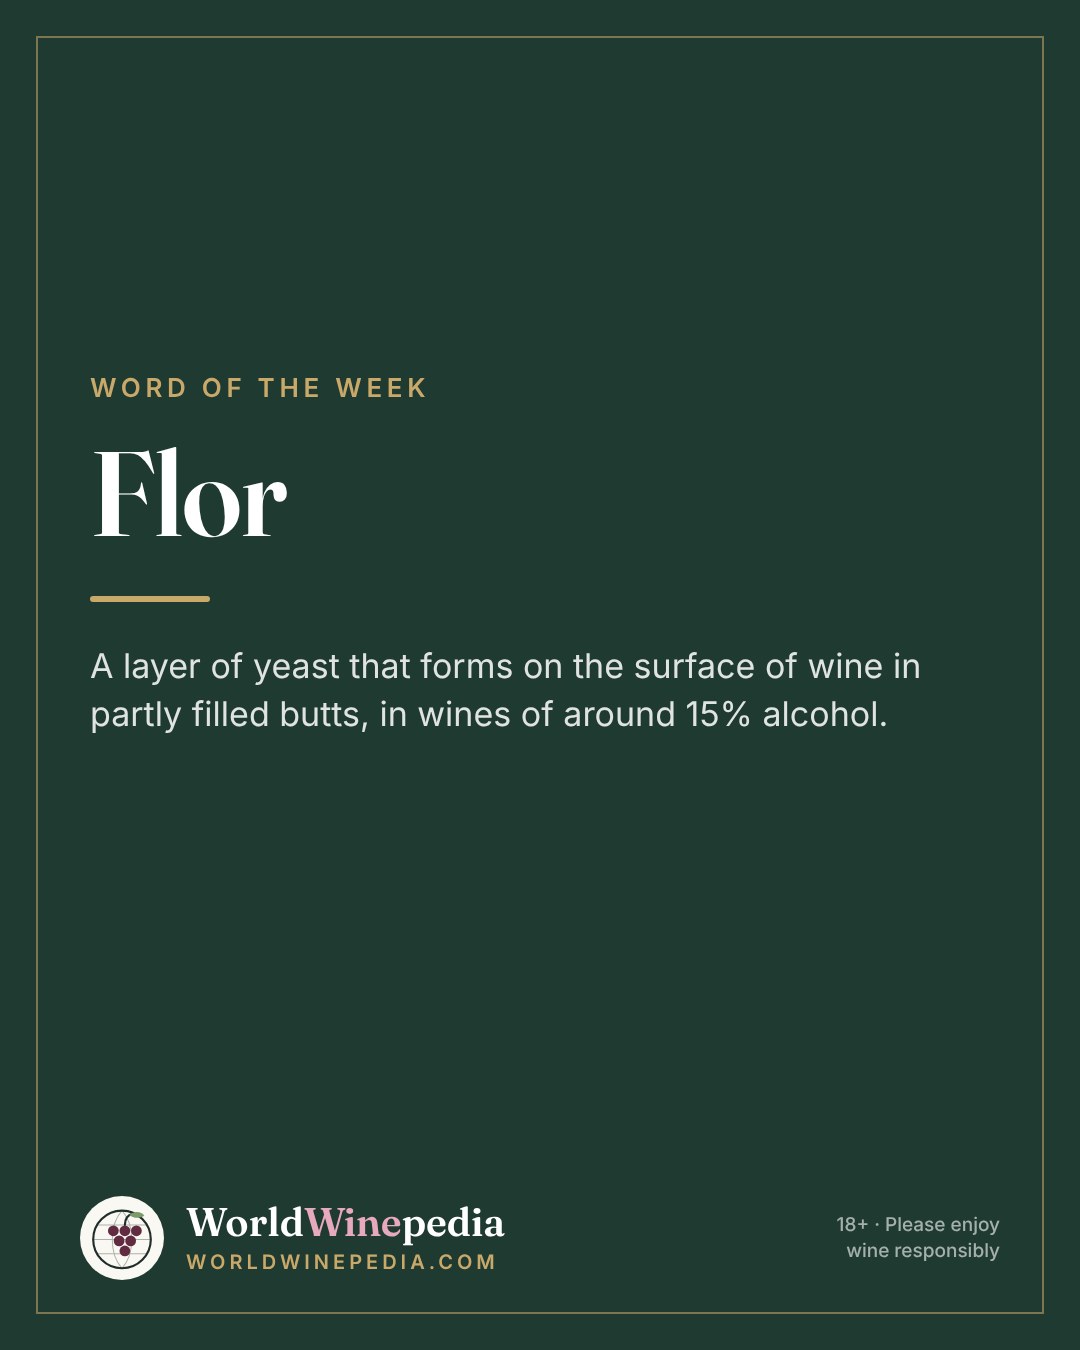 WORD OF THE WEEK
Flor
A layer of yeast that forms on the surface of wine in
partly filled butts, in wines of around 15% alcohol.
WorldWinepedia
WORLDWINEPEDIA.COM
18+ · Please enjoy
wine responsibly